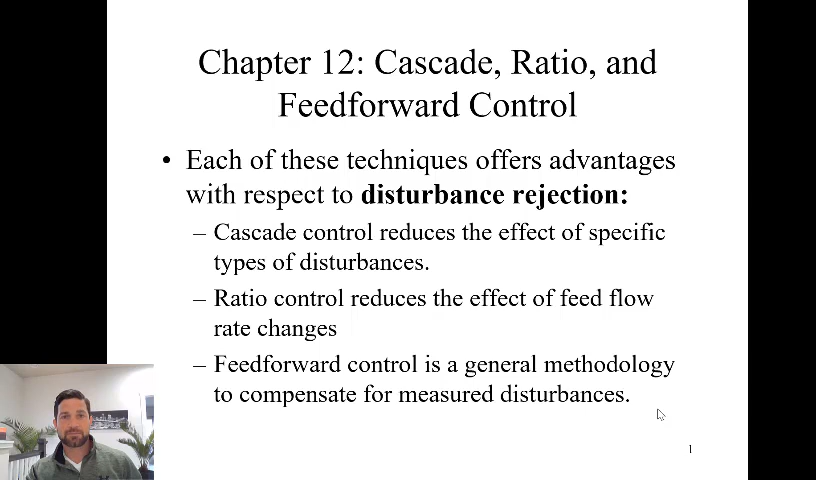 Chapter 12: Cascade, Ratio, and
Feedforward Control
• Each of these techniques offers advantages
with respect to disturbance rejection:
– Cascade control reduces the effect of specific
types of disturbances.
– Ratio control reduces the effect of feed flow
rate changes
– Feedforward control is a general methodology
to compensate for measured disturbances.
1